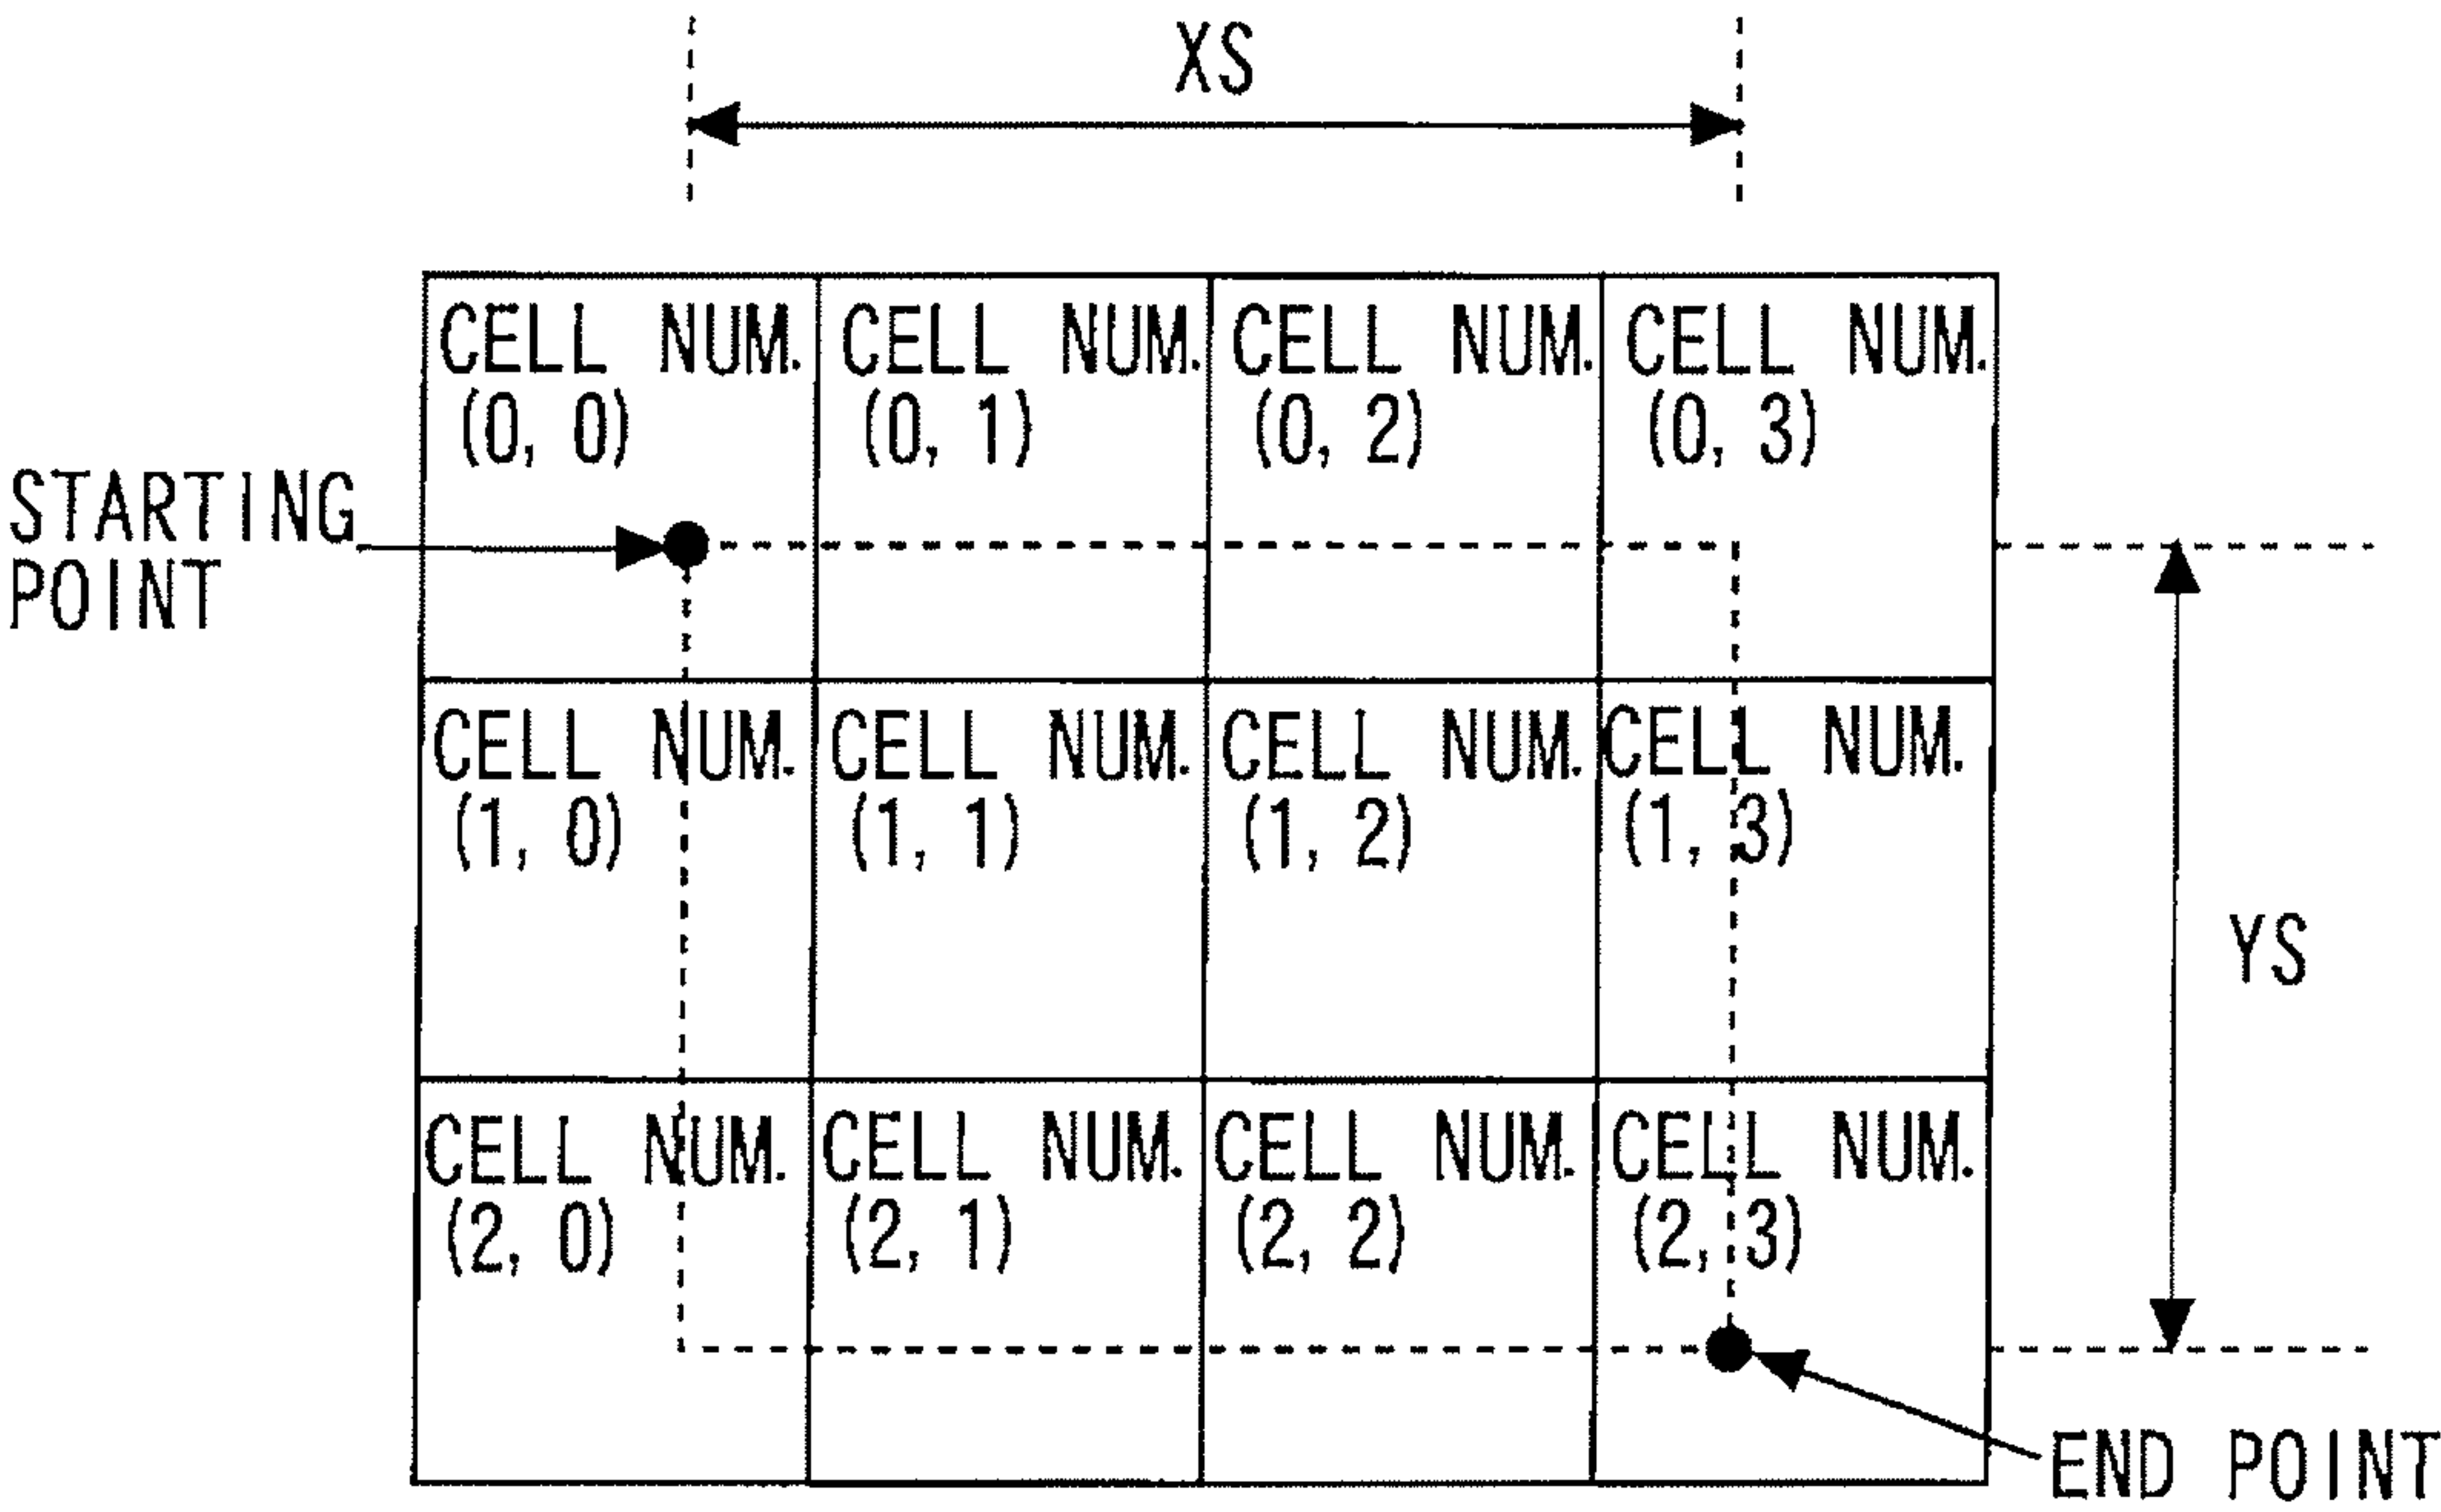 XS
CELL NUM.
(0, 0)
CELL NUM.
(0, 1)
CELL NUM.
(0, 2)
CELL NUM.
(0, 3)
STARTING
POINT
CELL NUM.
(1, 0)
CELL NUM.
(1, 1)
CELL NUM.
(1, 2)
CELL NUM.
(1, 3)
YS
CELL NUM.
(2, 0)
CELL NUM.
(2, 1)
CELL NUM.
(2, 2)
CELL NUM.
(2, 3)
END POINT